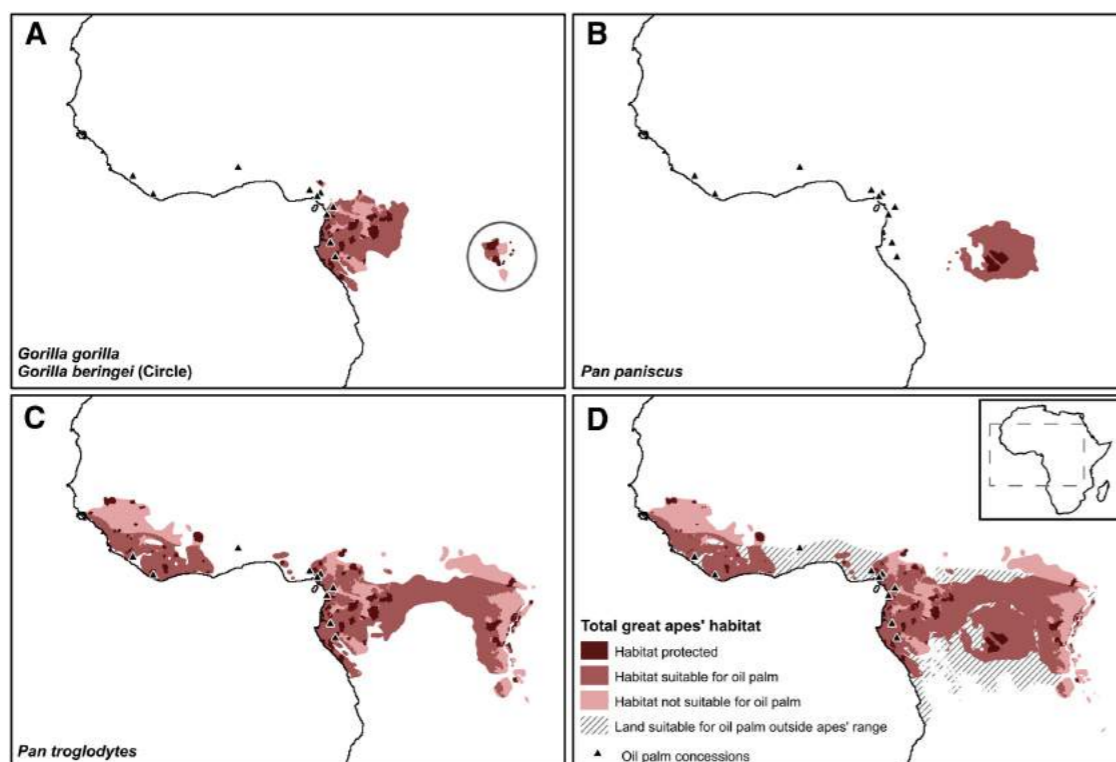 A
Gorilla gorilla
Gorilla beringei (Circle)
B
Pan paniscus
C
Pan troglodytes
D
Total great apes' habitat
Habitat protected
Habitat suitable for oil palm
Habitat not suitable for oil palm
Land suitable for oil palm outside apes' range
Oil palm concessions